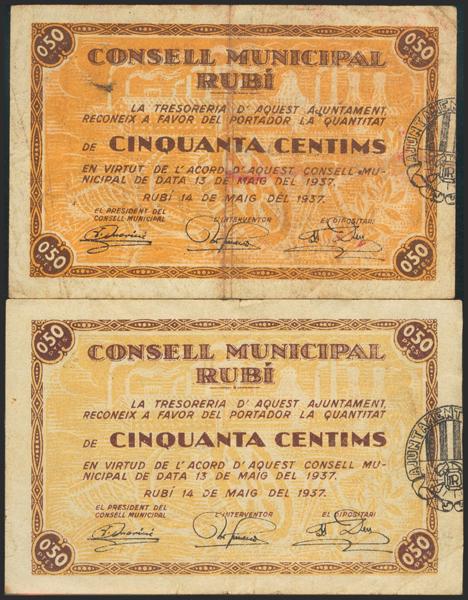 0'50 0'50
CONSELL MUNICIPAL
RUBÍ
LA TRESORERIA D'AQUEST AJUNTAMENT,
RECONEIX A FAVOR DEL PORTADOR LA QUANTITAT
DE CINQUANTA CENTIMS
EN VIRTUT DE L'ACORD D'AQUEST CONSELL MU-
NICIPAL DE DATA 13 DE MAIG DEL 1937.
RUBÍ 14 DE MAIG DEL 1937.
EL PRESIDENT DEL
CONSELL MUNICIPAL
L'INTERVENTOR
EL DIPOSITARI
0'50 0'50
AJUNTAMENT
0'50 PTES 0'50 PTES
CONSELL MUNICIPAL
RUBÍ
LA TRESORERIA D'AQUEST AJUNTAMENT,
RECONEIX A FAVOR DEL PORTADOR LA QUANTITAT
DE CINQUANTA CENTIMS
EN VIRTUD DE L'ACORD D'AQUEST CONSELL MU-
NICIPAL DE DATA 13 DE MAIG DEL 1937.
RUBÍ 14 DE MAIG DEL 1937.
EL PRESIDENT DEL
CONSELL MUNICIPAL
L'INTERVENTOR
EL DIPOSITARI
0'50 0'50
AJUNTAMENT